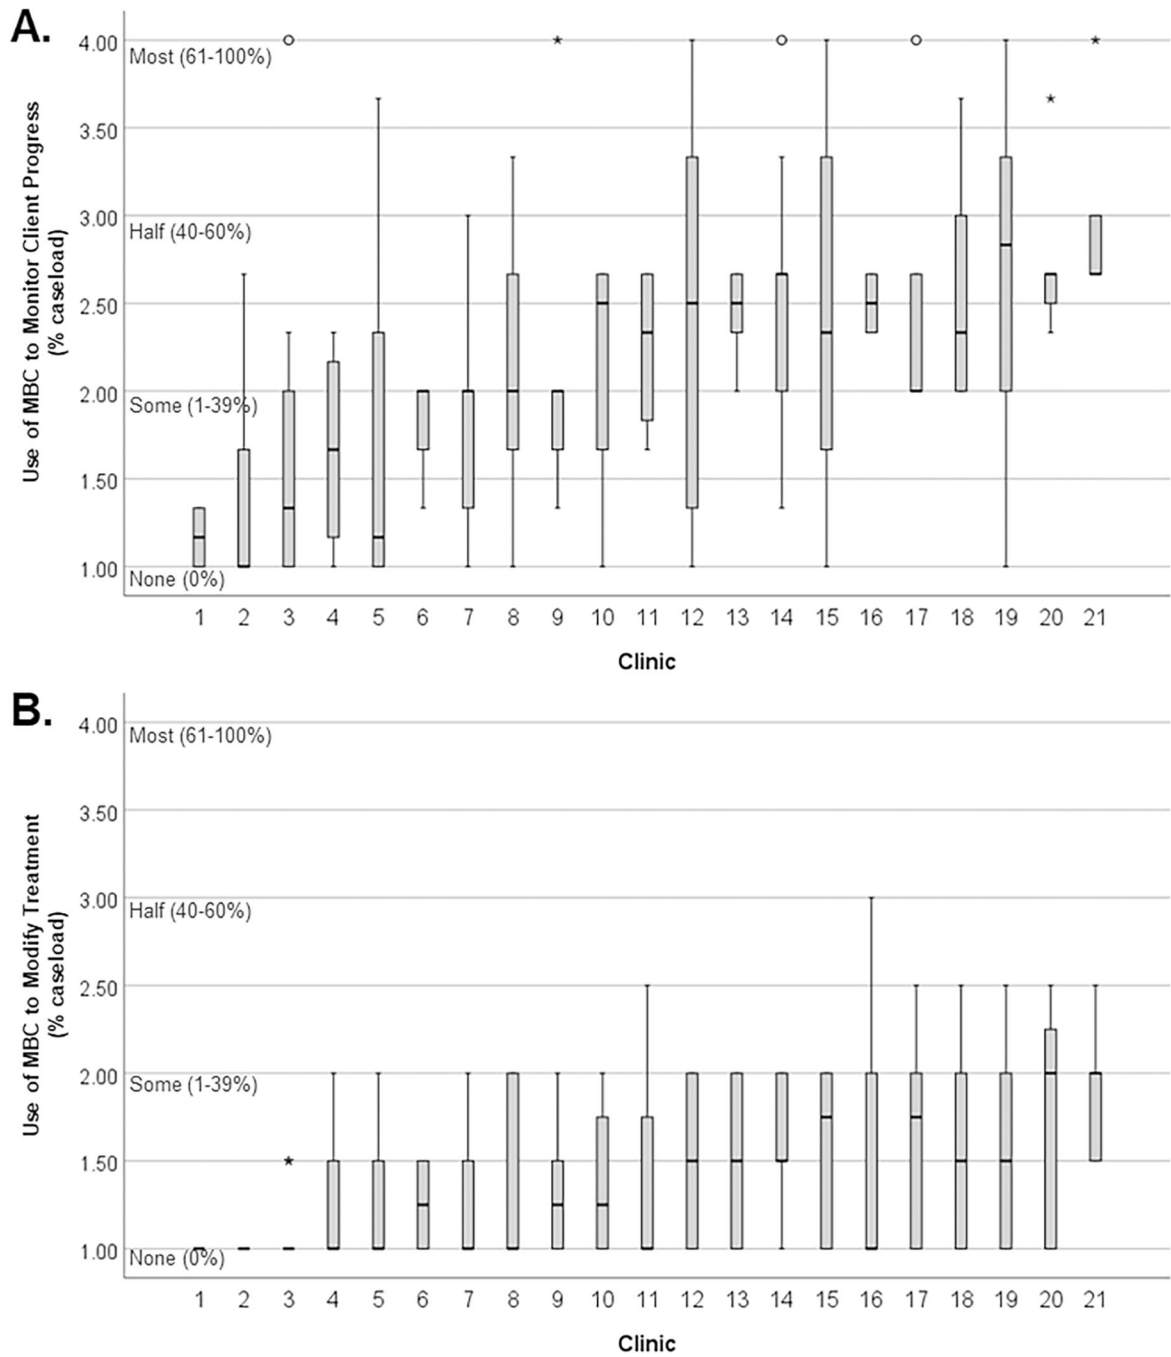 A.
Use of MBC to Monitor Client Progress
(% caseload)
4.00
Most (61-100%)
3.50
3.00
Half (40-60%)
2.50
2.00
Some (1-39%)
1.50
1.00
None (0%)
1 2 3 4 5 6 7 8 9 10 11 12 13 14 15 16 17 18 19 20 21
Clinic
B.
Use of MBC to Modify Treatment
(% caseload)
4.00
Most (61-100%)
3.50
3.00
Half (40-60%)
2.50
2.00
Some (1-39%)
1.50
1.00
None (0%)
1 2 3 4 5 6 7 8 9 10 11 12 13 14 15 16 17 18 19 20 21
Clinic